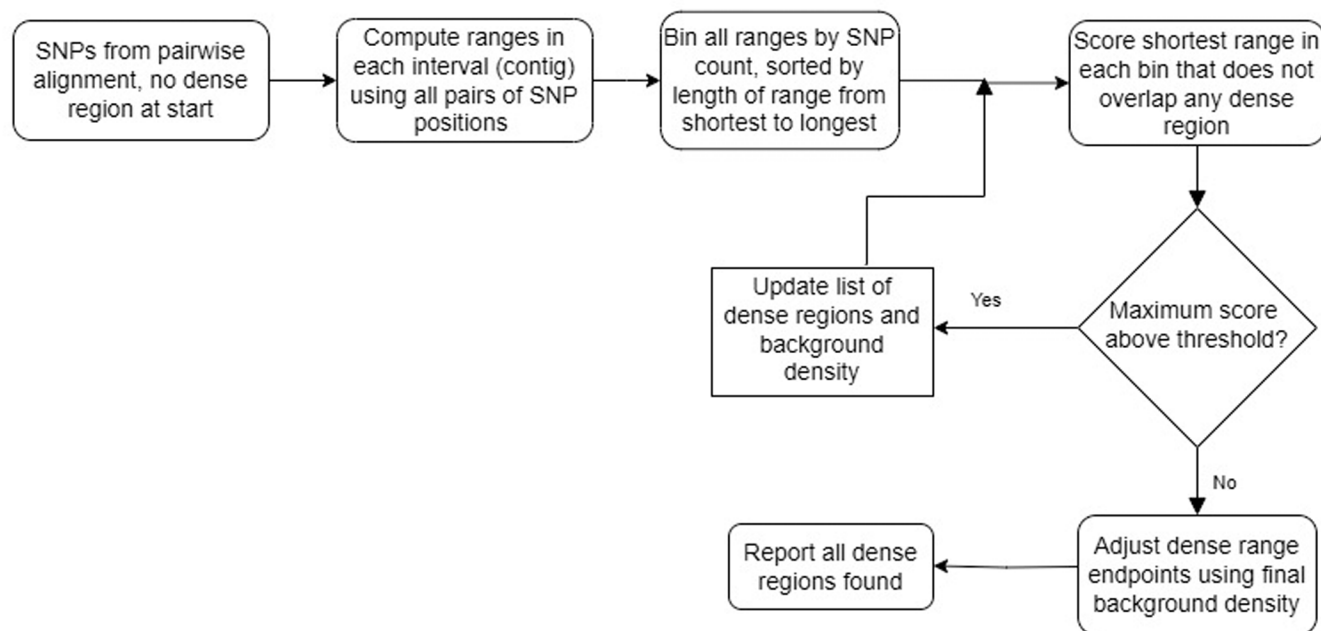 SNPs from pairwise
alignment, no dense
region at start
Compute ranges in
each interval (contig)
using all pairs of SNP
positions
Bin all ranges by SNP
count, sorted by
length of range from
shortest to longest
Score shortest range in
each bin that does not
overlap any dense
region
Maximum score
above threshold?
Yes
Update list of
dense regions and
background
density
No
Adjust dense range
endpoints using final
background density
Report all dense
regions found